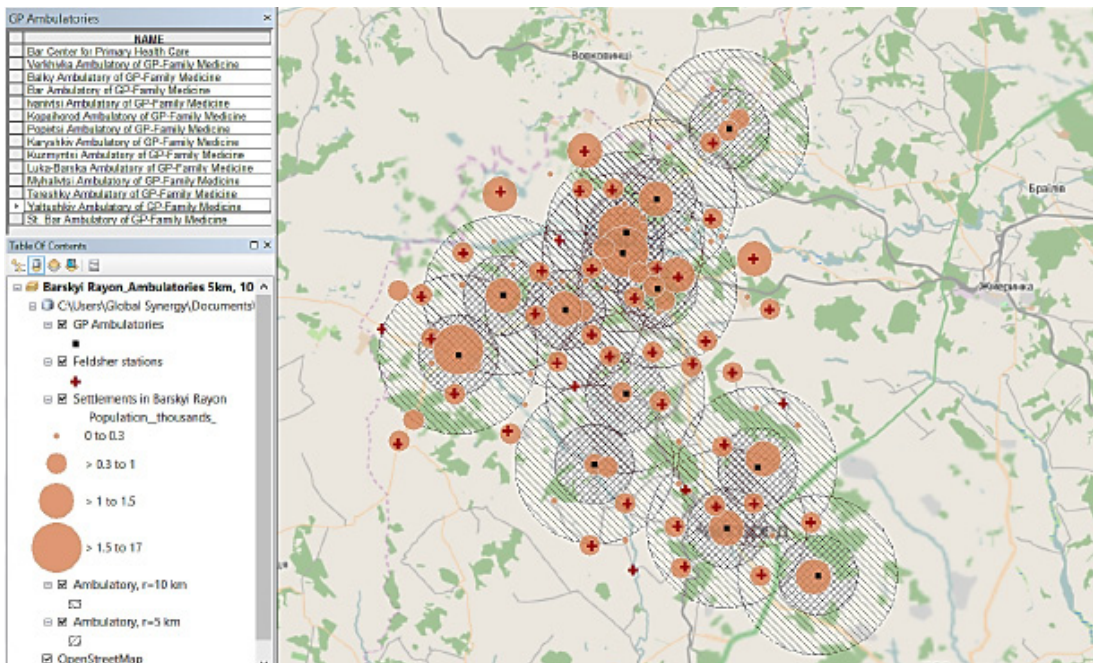 GP Ambulatories
NAME
Bar Center for Primary Health Care
Verkhivka Ambulatory of GP-Family Medicine
Balky Ambulatory of GP-Family Medicine
Bar Ambulatory of GP-Family Medicine
Ivanivtsi Ambulatory of GP-Family Medicine
Kopaihorod Ambulatory of GP-Family Medicine
Popivtsi Ambulatory of GP-Family Medicine
Karyshkiv Ambulatory of GP-Family Medicine
Kuzmyntsi Ambulatory of GP-Family Medicine
Luka-Barska Ambulatory of GP-Family Medicine
Myhalivtsi Ambulatory of GP-Family Medicine
Tereshky Ambulatory of GP-Family Medicine
Yaltushkiv Ambulatory of GP-Family Medicine
St. Bar Ambulatory of GP-Family Medicine
Table Of Contents
Barskyi Rayon_Ambulatories 5km, 10
C:\Users\Global Synergy\Documents\
GP Ambulatories
Feldsher stations
Settlements in Barskyi Rayon
Population_thousands_
0 to 0.3
> 0.3 to 1
> 1 to 1.5
> 1.5 to 17
Ambulatory, r=10 km
Ambulatory, r=5 km
OpenStreetMap
Вовковинці
Браїлів
Жмеринка